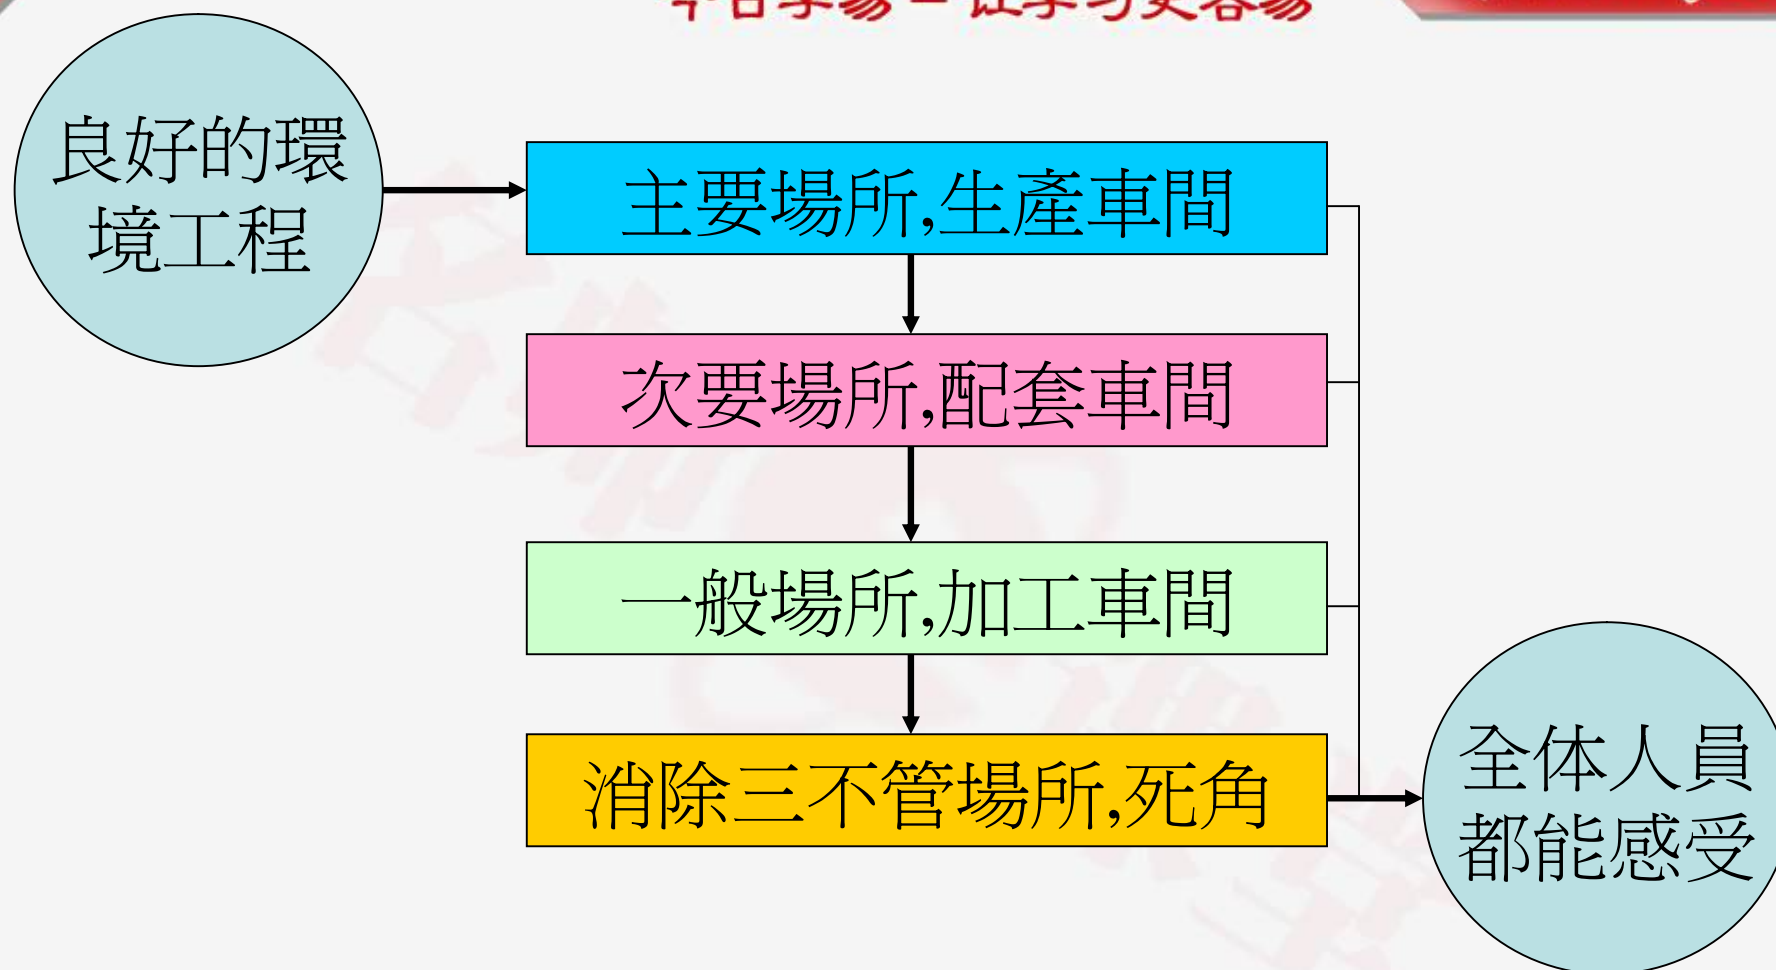 良好的環
境工程
主要場所,生產車間
次要場所,配套車間
一般場所,加工車間
消除三不管場所,死角
全体人員
都能感受